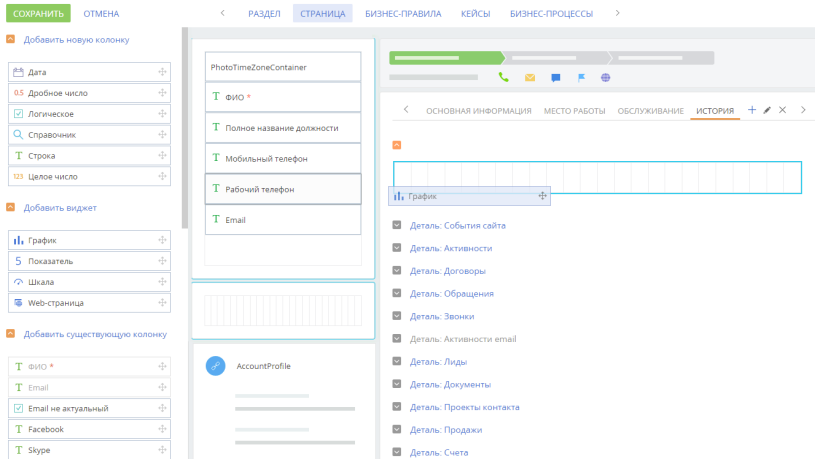 СОХРАНИТЬ ОТМЕНА РАЗДЕЛ СТРАНИЦА БИЗНЕС-ПРАВИЛА КЕЙСЫ БИЗНЕС-ПРОЦЕССЫ
Добавить новую колонку
Дата
0.5 Дробное число
Логическое
Справочник
T Строка
123 Целое число
Добавить виджет
График
5 Показатель
Шкала
Web-страница
Добавить существующую колонку
T ФИО *
T Email
Email не актуальный
T Facebook
T Skype
PhotoTimeZoneContainer
T ФИО *
T Полное название должности
T Мобильный телефон
T Рабочий телефон
T Email
AccountProfile
ОСНОВНАЯ ИНФОРМАЦИЯ МЕСТО РАБОТЫ ОБСЛУЖИВАНИЕ ИСТОРИЯ
График
Деталь: События сайта
Деталь: Активности
Деталь: Договоры
Деталь: Обращения
Деталь: Звонки
Деталь: Активности email
Деталь: Лиды
Деталь: Документы
Деталь: Проекты контакта
Деталь: Продажи
Деталь: Счета